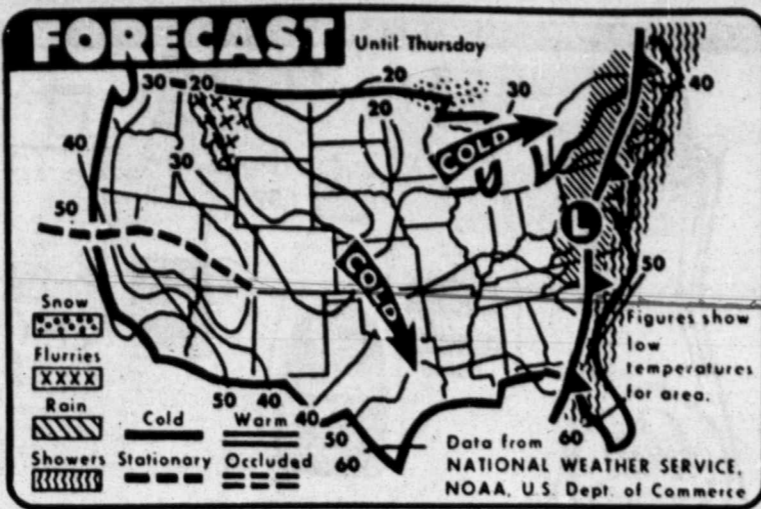 FORECAST Until Thursday
30 20 20 30 40
20
40 30 COLD
50 L
COLD 50
Snow
Flurries
XXXX
Rain
Showers
Cold Warm
Stationary Occluded
50 40 40 50 60 60
Figures show
low
temperatures
for area.
Data from
NATIONAL WEATHER SERVICE,
NOAA, U.S. Dept. of Commerce